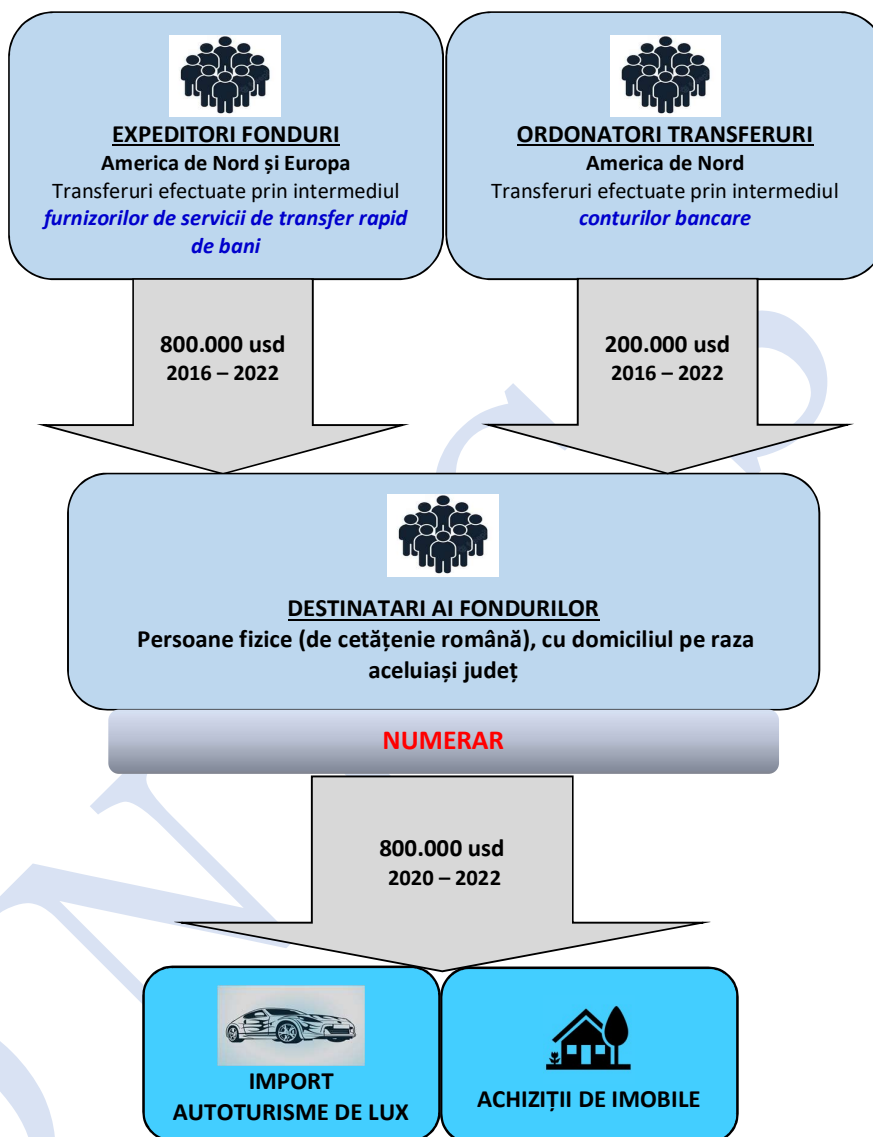 EXPEDITORI FONDURI
America de Nord și Europa
Transferuri efectuate prin intermediul
furnizorilor de servicii de transfer rapid
de bani
ORDONATORI TRANSFERURI
America de Nord
Transferuri efectuate prin intermediul
conturilor bancare
800.000 usd
2016 – 2022
200.000 usd
2016 – 2022
DESTINATARI AI FONDURILOR
Persoane fizice (de cetățenie română), cu domiciliul pe raza
aceluiași județ
NUMERAR
800.000 usd
2020 – 2022
IMPORT
AUTOTURISME DE LUX
ACHIZIȚII DE IMOBILE